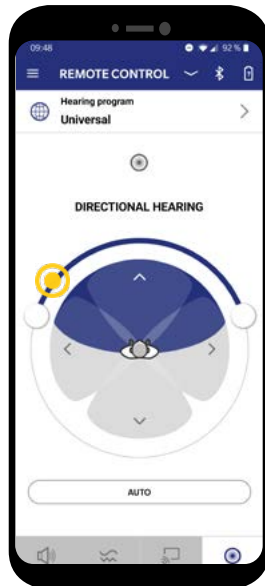 09:48
92 %
REMOTE CONTROL
Hearing program
Universal
DIRECTIONAL HEARING
AUTO